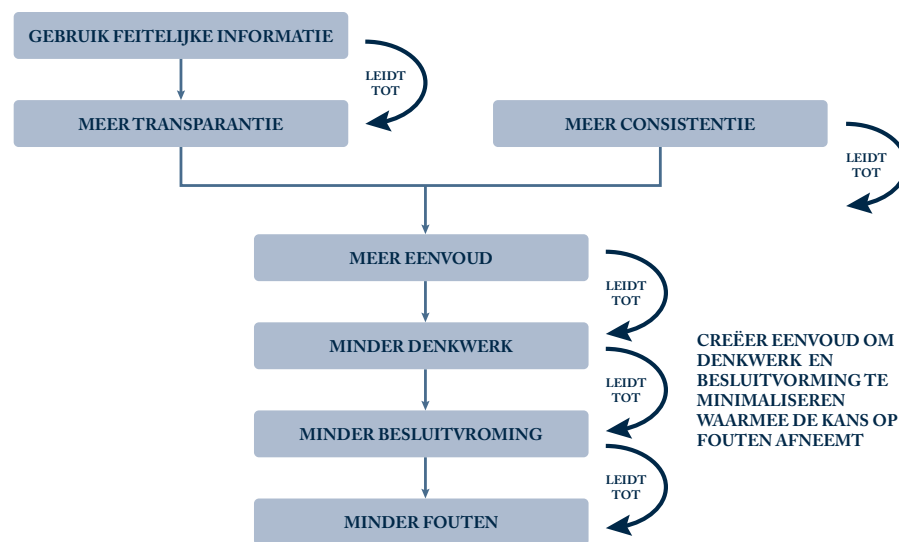 GEBRUIK FEITELIJKE INFORMATIE
LEIDT
TOT
MEER TRANSPARANTIE
MEER CONSISTENTIE
LEIDT
TOT
MEER EENVOUD
LEIDT
TOT
MINDER DENKWERK
LEIDT
TOT
MINDER BESLUITVROMING
LEIDT
TOT
MINDER FOUTEN
CREËER EENVOUD OM
DENKWERK EN
BESLUITVORMING TE
MINIMALISEREN
WAARMEE DE KANS OP
FOUTEN AFNEEMT